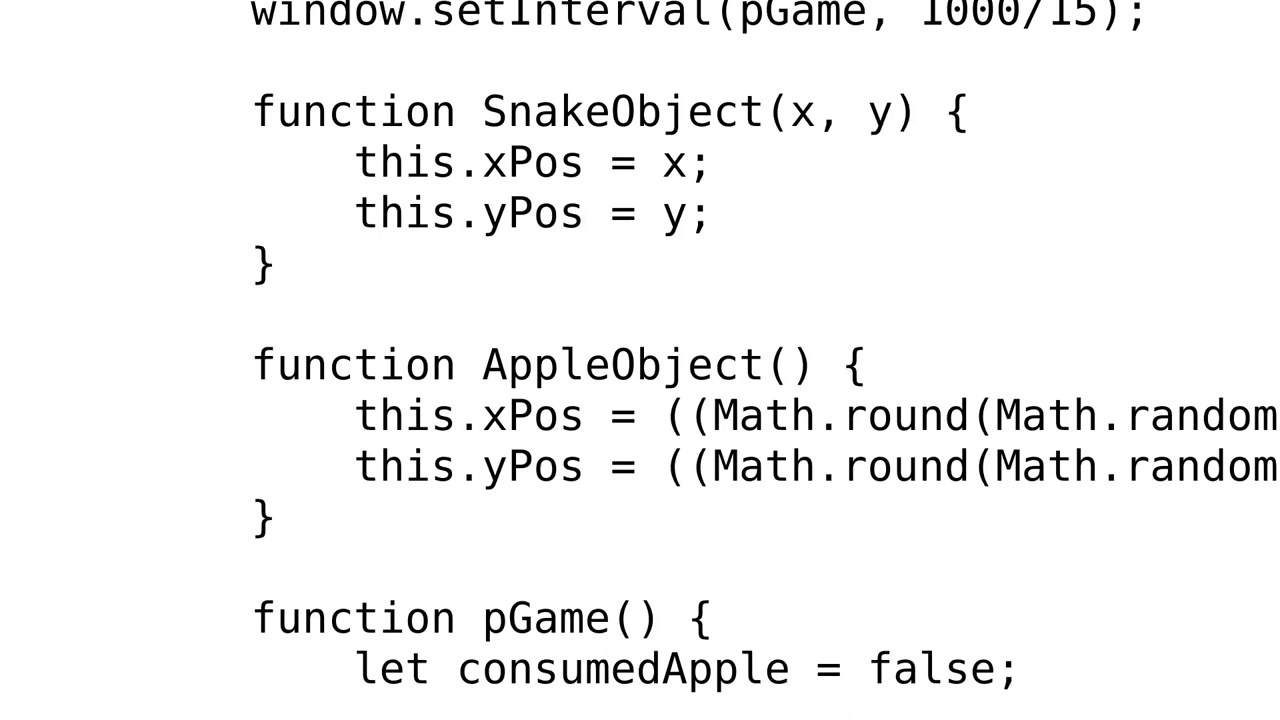 window.setInterval(pGame, 1000/15);
function SnakeObject(x, y) {
this.xPos = x;
this.yPos = y;
}
function AppleObject() {
this.xPos = ((Math.round(Math.random
this.yPos = ((Math.round(Math.random
}
function pGame() {
let consumedApple = false;